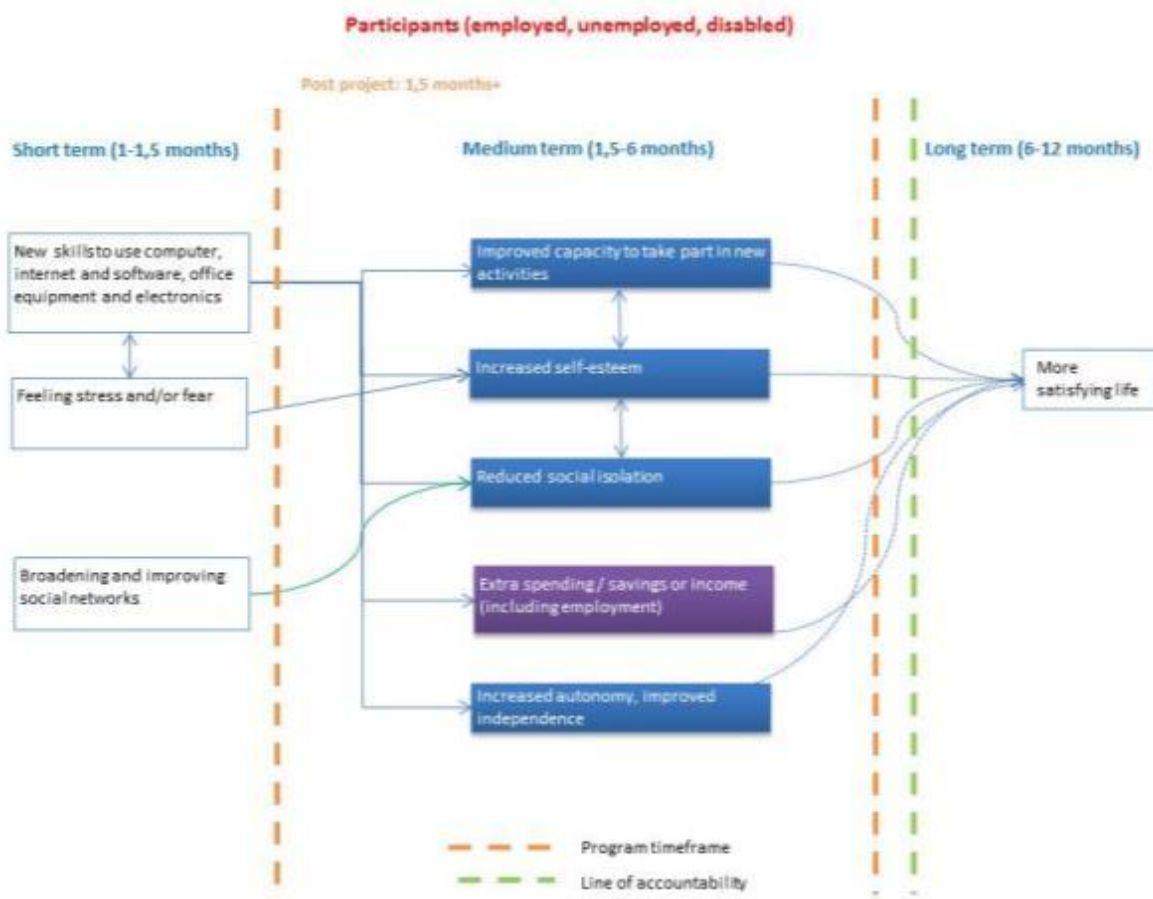 Participants (employed, unemployed, disabled)
Post project: 1,5 months+
Short term (1-1,5 months)
Medium term (1,5-6 months)
Long term (6-12 months)
New skills to use computer,
internet and software, office
equipment and electronics
Improved capacity to take part in new
activities
Feeling stress and/or fear
Increased self-esteem
More
satisfying life
Reduced social isolation
Broadening and improving
social networks
Extra spending / savings or income
(including employment)
Increased autonomy, improved
independence
Program timeframe
Line of accountability